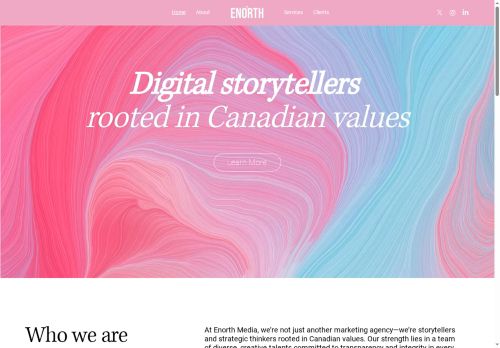 Home About ENORTH Services Clients
Digital storytellers
rooted in Canadian values
Learn More
Who we are
At Enorth Media, we're not just another marketing agency—we're storytellers
and strategic thinkers rooted in Canadian values. Our strength lies in a team
of diverse, creative talents committed to transparency and integrity in every